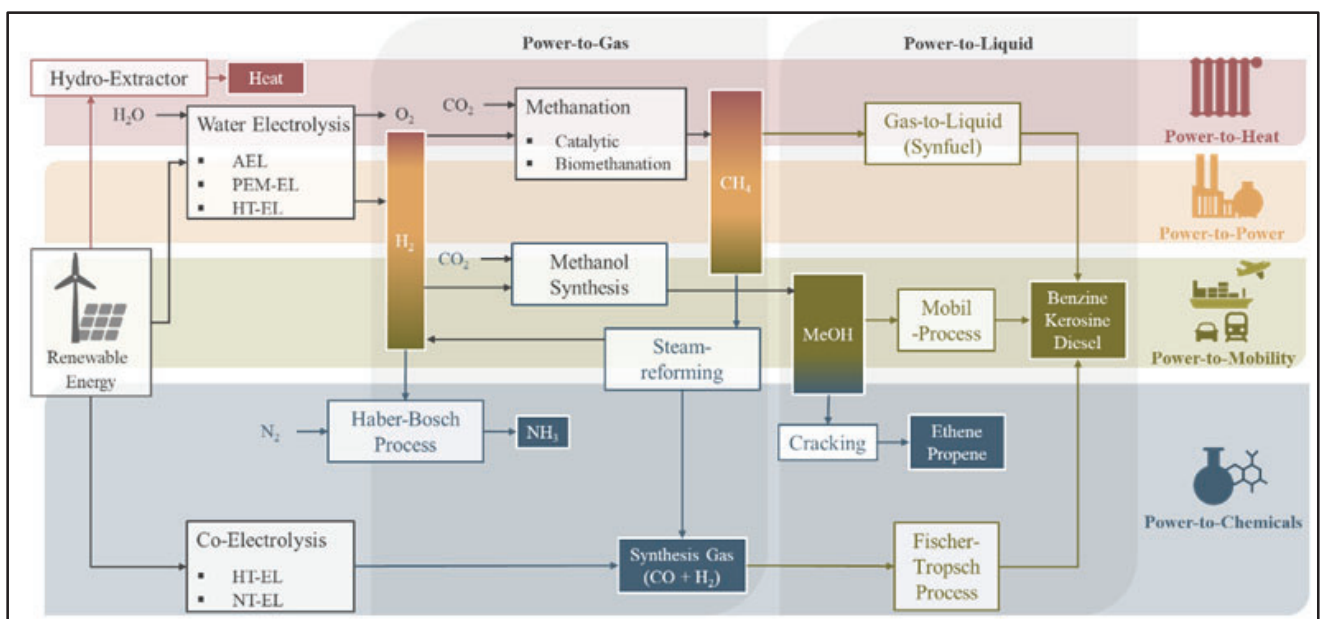 Power-to-Gas
Power-to-Liquid
Hydro-Extractor
Heat
H₂O
Water Electrolysis
▪ AEL
▪ PEM-EL
▪ HT-EL
O₂
CO₂
Methanation
▪ Catalytic
▪ Biomethanation
CH₄
Gas-to-Liquid
(Synfuel)
Power-to-Heat
Power-to-Power
H₂
CO₂
Methanol
Synthesis
Renewable
Energy
MeOH
Mobil
-Process
Benzine
Kerosine
Diesel
Power-to-Mobility
Steam-
reforming
N₂
Haber-Bosch
Process
NH₃
Cracking
Ethene
Propene
Power-to-Chemicals
Co-Electrolysis
▪ HT-EL
▪ NT-EL
Synthesis Gas
(CO + H₂)
Fischer-
Tropsch
Process